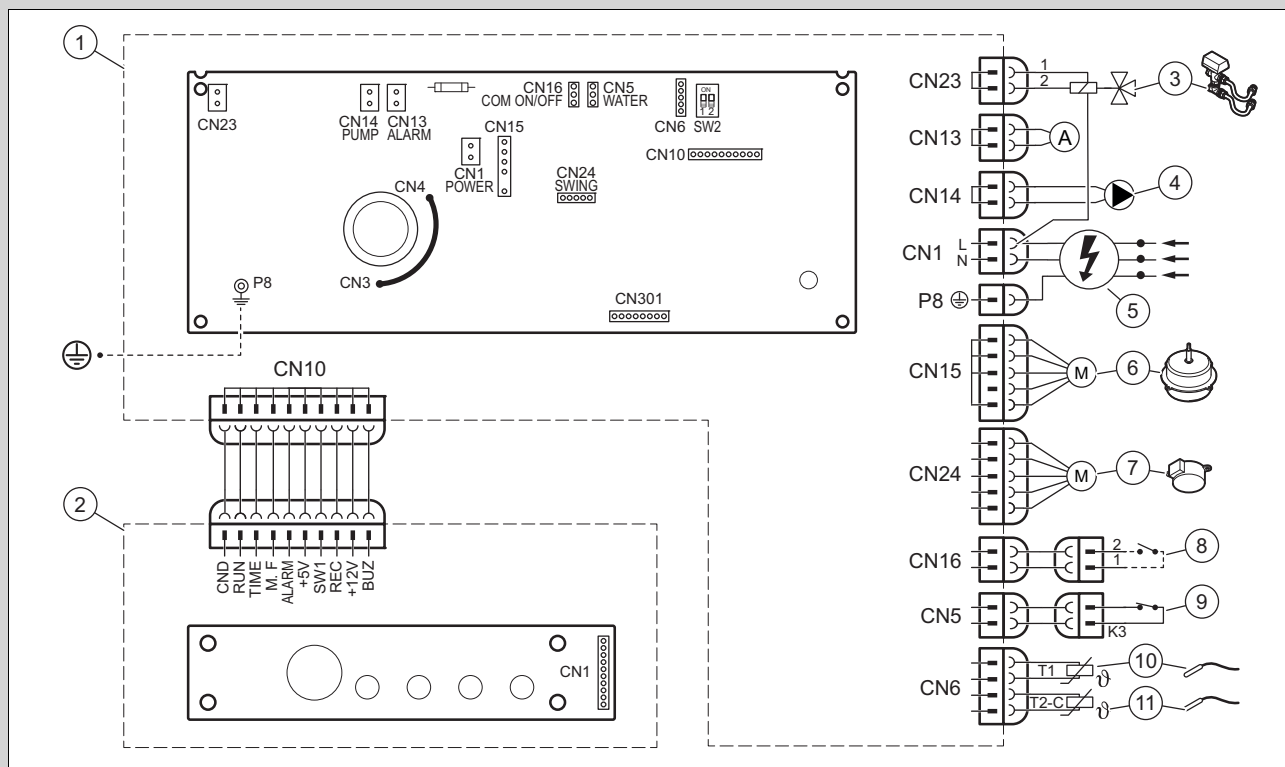 1
CN23
CN14
PUMP
CN13
ALARM
CN16
COM ON/OFF
CN5
WATER
CN15
CN1
POWER
CN6
ON
1 2
SW2
CN10
CN24
SWING
CN4
CN3
P8
CN301
CN10
2
CND
RUN
TIME
M. F
ALARM
+5V
SW1
REC
+12V
BUZ
CN1
CN23
1
2
3
CN13
A
CN14
4
CN1
L
N
5
P8
CN15
M
6
CN24
M
7
CN16
2
1
8
CN5
K3
9
CN6
T1
ϑ
10
T2-C
ϑ
11